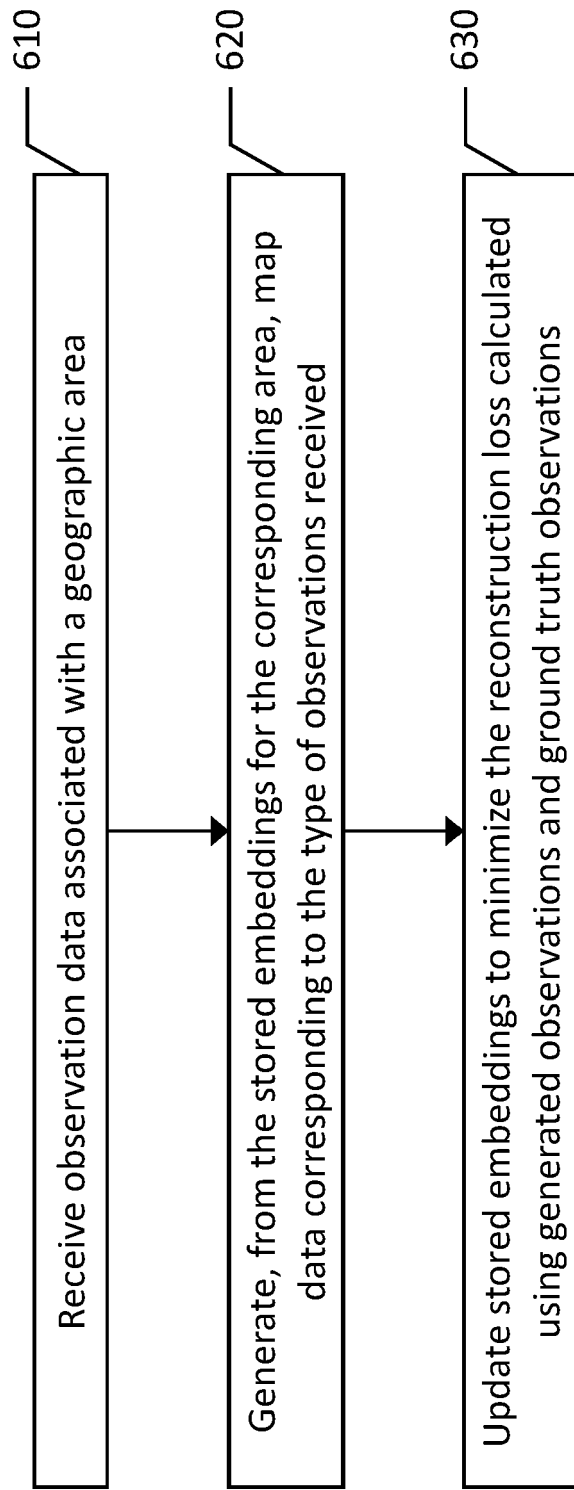 610
Receive observation data associated with a geographic area
620
Generate, from the stored embeddings for the corresponding area, map
data corresponding to the type of observations received
630
Update stored embeddings to minimize the reconstruction loss calculated
using generated observations and ground truth observations